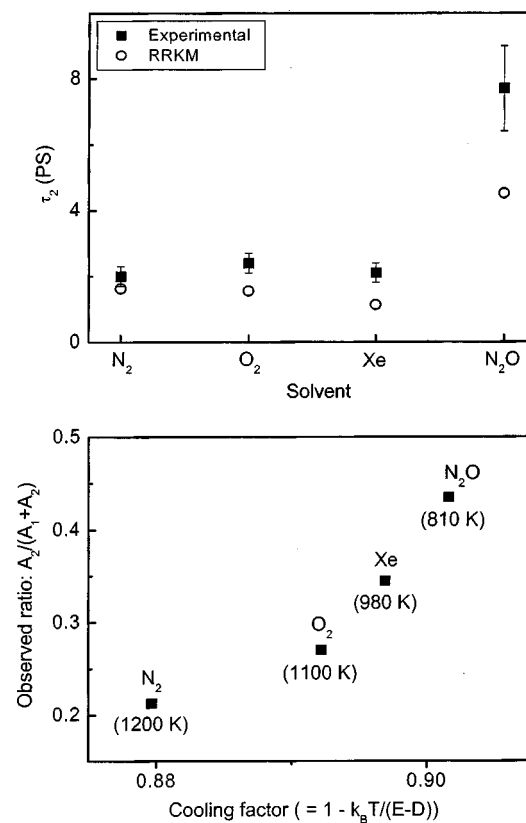 Experimental
RRKM
8
4
0
τ₂ (PS)
N₂ O₂ Xe N₂O
Solvent
0.5
0.4
0.3
0.2
Observed ratio: A₂/(A₁+A₂)
N₂O
(810 K)
Xe
(980 K)
O₂
(1100 K)
N₂
(1200 K)
0.88 0.90
Cooling factor ( = 1 - k_BT/(E-D))